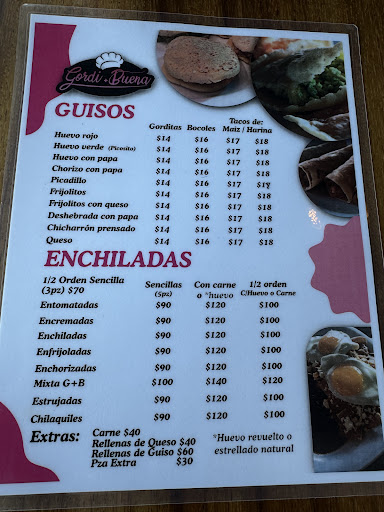 Gordi Buena
GUISOS
Gorditas Bocoles Tacos de: Maiz / Harina
Huevo rojo $14 $16 $17 $18
Huevo verde (Picosito) $14 $16 $17 $18
Huevo con papa $14 $16 $17 $18
Chorizo con papa $14 $16 $17 $18
Picadillo $14 $16 $17 $18
Frijolitos $14 $16 $17 $18
Frijolitos con queso $14 $16 $17 $18
Deshebrada con papa $14 $16 $17 $18
Chicharrón prensado $14 $16 $17 $18
Queso $14 $16 $17 $18
ENCHILADAS
1/2 Orden Sencilla Sencillas Con carne 1/2 orden
(3pz) $70 (5pz) o *huevo C/Huevo o Carne
Entomatadas $90 $120 $100
Encremadas $90 $120 $100
Enchiladas $90 $120 $100
Enfrijoladas $90 $120 $100
Enchorizadas $90 $120 $100
Mixta G+B $100 $140 $120
Estrujadas $90 $120 $100
Chilaquiles $90 $120 $100
Extras: Carne $40
Rellenas de Queso $40
Rellenas de Guiso $60
Pza Extra $30
*Huevo revuelto o
estrellado natural